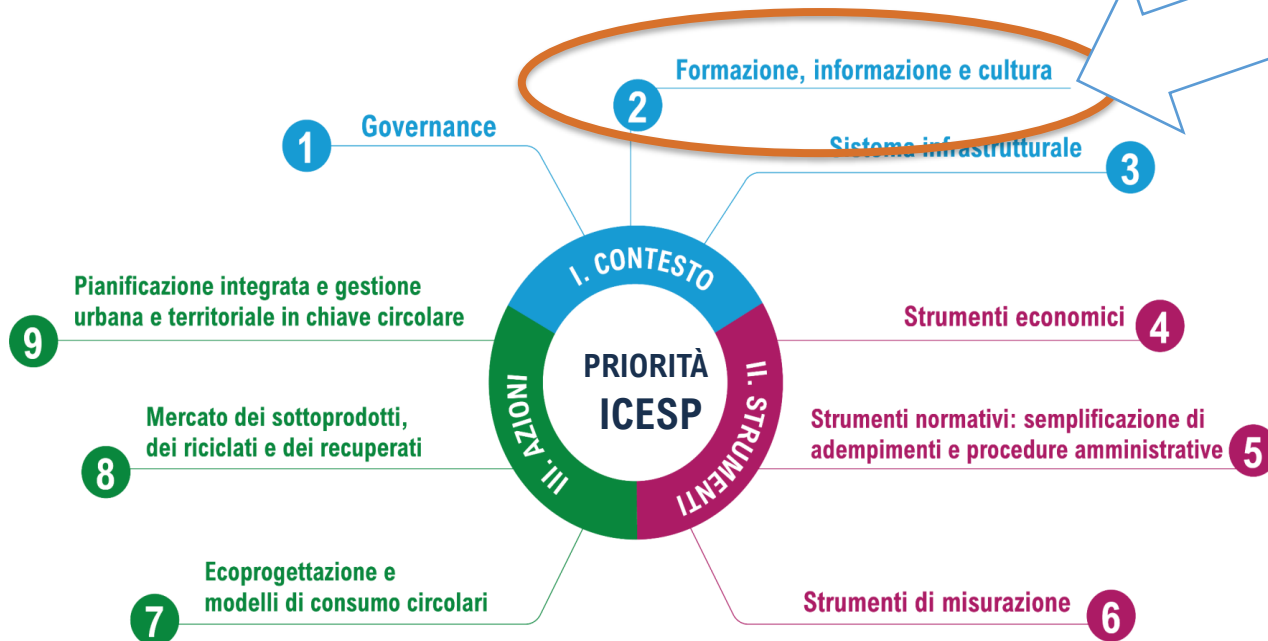 Formazione, informazione e cultura
2
1
Governance
Sistema infrastrutturale
3
I. CONTESTO
Pianificazione integrata e gestione
urbana e territoriale in chiave circolare
9
Strumenti economici
4
PRIORITÀ
ICESP
II. STRUMENTI
III. AZIONI
Mercato dei sottoprodotti,
dei riciclati e dei recuperati
8
Strumenti normativi: semplificazione di
adempimenti e procedure amministrative
5
Ecoprogettazione e
modelli di consumo circolari
7
Strumenti di misurazione
6